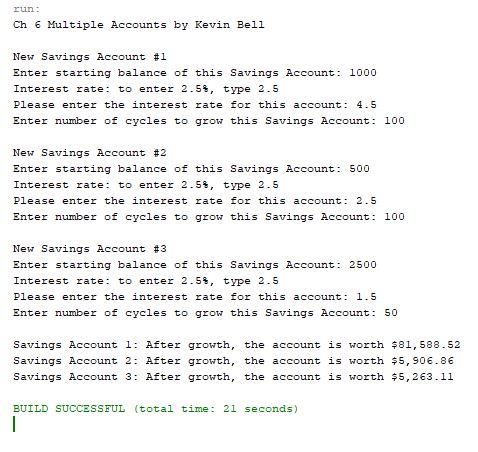 run:
Ch 6 Multiple Accounts by Kevin Bell
New Savings Account #1
Enter starting balance of this Savings Account: 1000
Interest rate: to enter 2.5%, type 2.5
Please enter the interest rate for this account: 4.5
Enter number of cycles to grow this Savings Account: 100
New Savings Account #2
Enter starting balance of this Savings Account: 500
Interest rate: to enter 2.5%, type 2.5
Please enter the interest rate for this account: 2.5
Enter number of cycles to grow this Savings Account: 100
New Savings Account #3
Enter starting balance of this Savings Account: 2500
Interest rate: to enter 2.5%, type 2.5
Please enter the interest rate for this account: 1.5
Enter number of cycles to grow this Savings Account: 50
Savings Account 1: After growth, the account is worth $81,588.52
Savings Account 2: After growth, the account is worth $5,906.86
Savings Account 3: After growth, the account is worth $5,263.11
BUILD SUCCESSFUL (total time: 21 seconds)